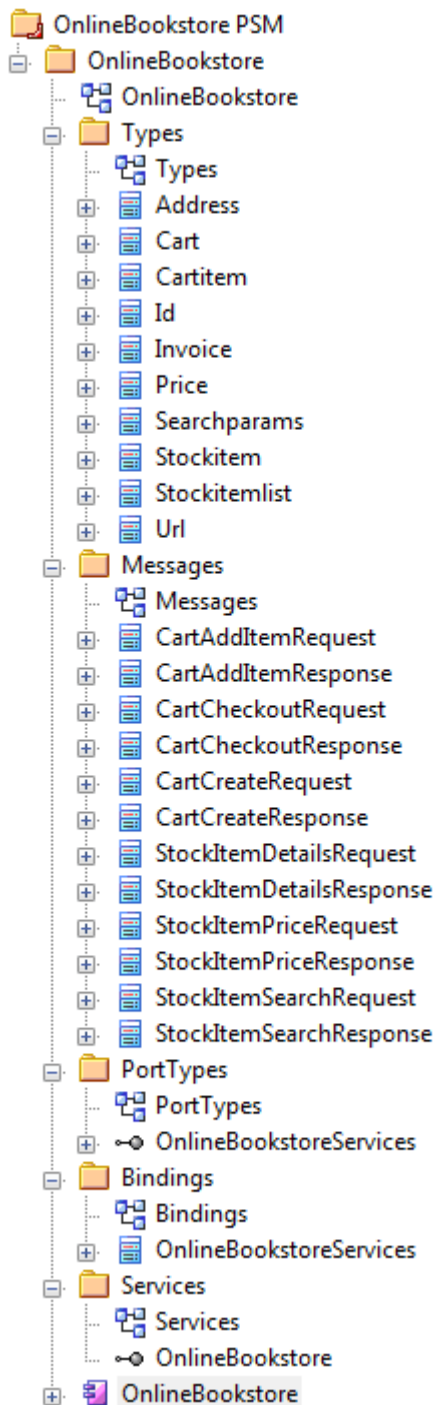 OnlineBookstore PSM
OnlineBookstore
OnlineBookstore
Types
Types
Address
Cart
Cartitem
Id
Invoice
Price
Searchparams
Stockitem
Stockitemlist
Url
Messages
Messages
CartAddItemRequest
CartAddItemResponse
CartCheckoutRequest
CartCheckoutResponse
CartCreateRequest
CartCreateResponse
StockItemDetailsRequest
StockItemDetailsResponse
StockItemPriceRequest
StockItemPriceResponse
StockItemSearchRequest
StockItemSearchResponse
PortTypes
PortTypes
OnlineBookstoreServices
Bindings
Bindings
OnlineBookstoreServices
Services
Services
OnlineBookstore
OnlineBookstore